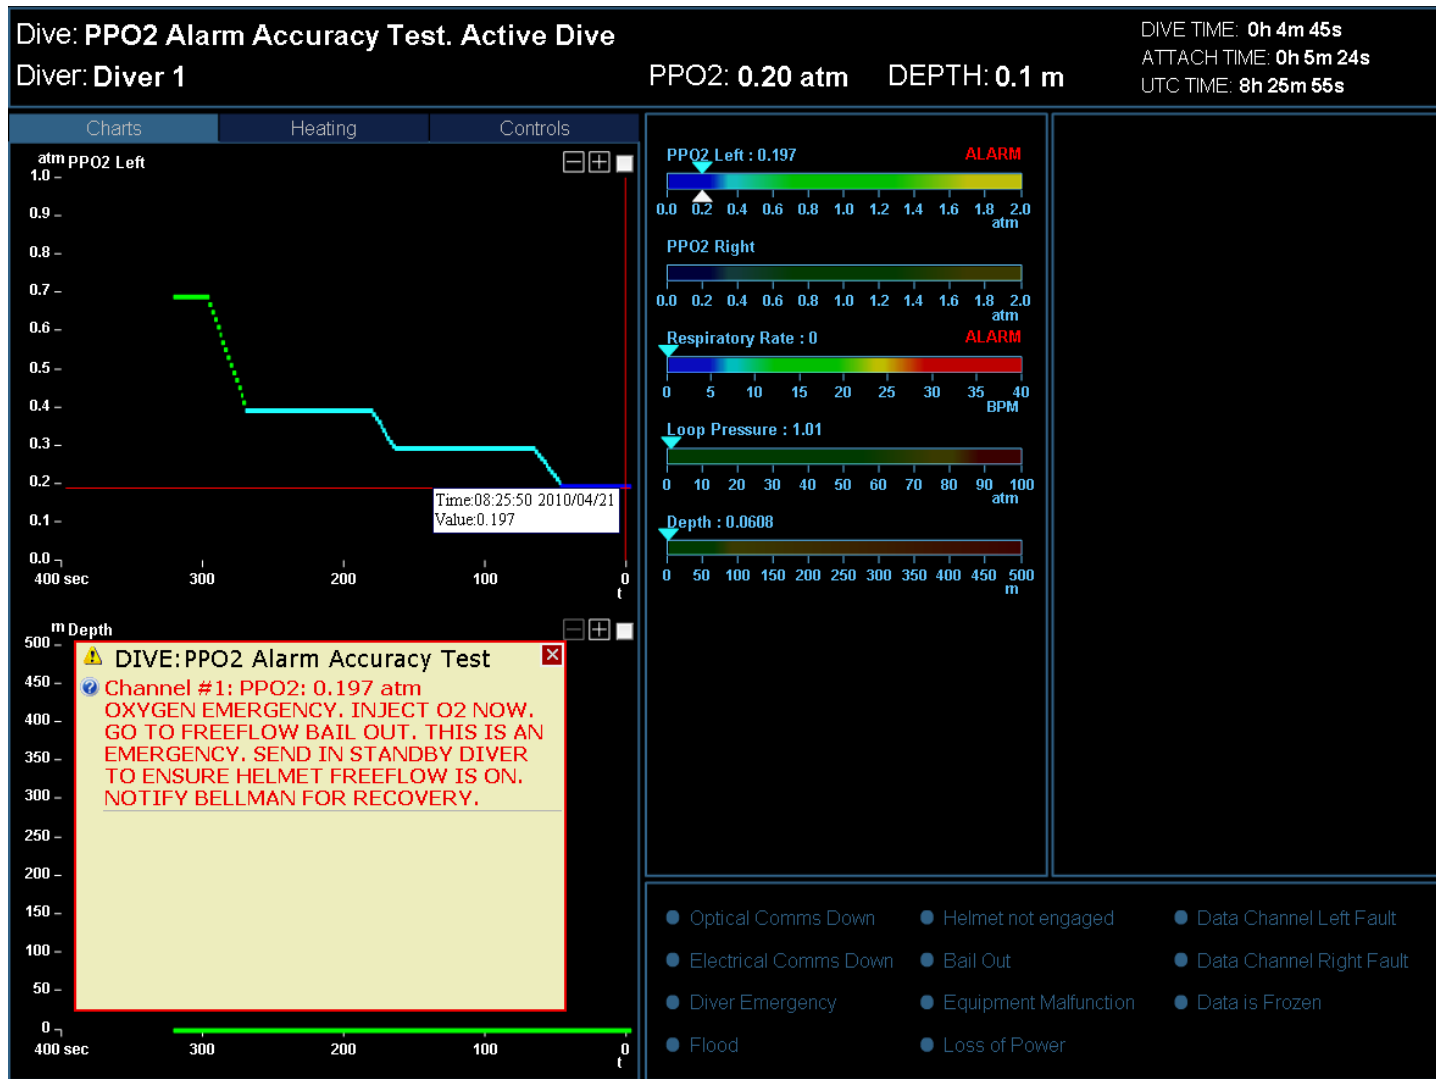 Dive: PPO2 Alarm Accuracy Test. Active Dive
Diver: Diver 1
PPO2: 0.20 atm DEPTH: 0.1 m
DIVE TIME: 0h 4m 45s
ATTACH TIME: 0h 5m 24s
UTC TIME: 8h 25m 55s
Charts Heating Controls
atm PPO2 Left
1.0
0.9
0.8
0.7
0.6
0.5
0.4
0.3
0.2
0.1
0.0
Time:08:25:50 2010/04/21
Value:0.197
400 sec 300 200 100 0
t
m Depth
500
450
400
350
300
250
200
150
100
50
0
DIVE:PPO2 Alarm Accuracy Test
Channel #1: PPO2: 0.197 atm
OXYGEN EMERGENCY. INJECT O2 NOW.
GO TO FREEFLOW BAIL OUT. THIS IS AN
EMERGENCY. SEND IN STANDBY DIVER
TO ENSURE HELMET FREEFLOW IS ON.
NOTIFY BELLMAN FOR RECOVERY.
400 sec 300 200 100 0
t
PPO2 Left : 0.197 ALARM
0.0 0.2 0.4 0.6 0.8 1.0 1.2 1.4 1.6 1.8 2.0
atm
PPO2 Right
0.0 0.2 0.4 0.6 0.8 1.0 1.2 1.4 1.6 1.8 2.0
atm
Respiratory Rate : 0 ALARM
0 5 10 15 20 25 30 35 40
BPM
Loop Pressure : 1.01
0 10 20 30 40 50 60 70 80 90 100
atm
Depth : 0.0608
0 50 100 150 200 250 300 350 400 450 500
m
Optical Comms Down Helmet not engaged Data Channel Left Fault
Electrical Comms Down Bail Out Data Channel Right Fault
Diver Emergency Equipment Malfunction Data is Frozen
Flood Loss of Power